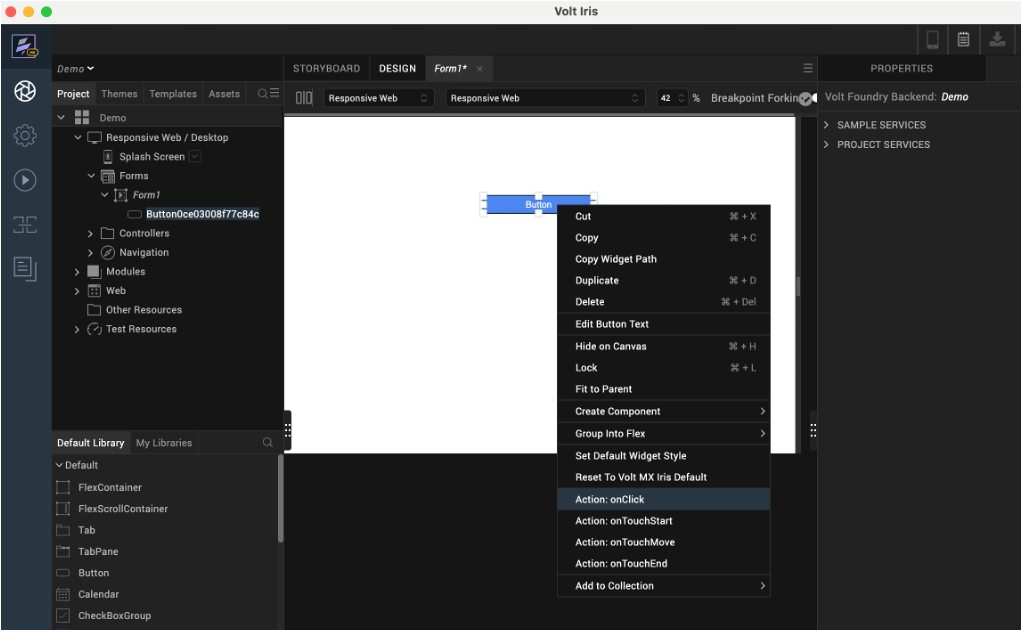 Volt Iris
Demo
STORYBOARD DESIGN Form1* ×
PROPERTIES
Project Themes Templates Assets
Responsive Web Responsive Web 42 % Breakpoint Forkin
Volt Foundry Backend: Demo
SAMPLE SERVICES
PROJECT SERVICES
Demo
Responsive Web / Desktop
Splash Screen
Forms
Form1
Button0ce03008f77c84c
Controllers
Navigation
Modules
Web
Other Resources
Test Resources
Button
Cut ⌘ + X
Copy ⌘ + C
Copy Widget Path
Duplicate ⌘ + D
Delete ⌘ + Del
Edit Button Text
Hide on Canvas ⌘ + H
Lock ⌘ + L
Fit to Parent
Create Component
Group Into Flex
Set Default Widget Style
Reset To Volt MX Iris Default
Action: onClick
Action: onTouchStart
Action: onTouchMove
Action: onTouchEnd
Add to Collection
Default Library My Libraries
Default
FlexContainer
FlexScrollContainer
Tab
TabPane
Button
Calendar
CheckBoxGroup